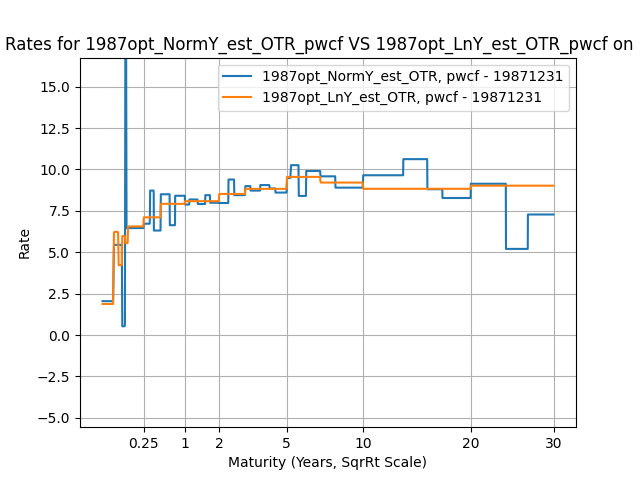 Rates for 1987opt_NormY_est_OTR_pwcf VS 1987opt_LnY_est_OTR_pwcf on
1987opt_NormY_est_OTR, pwcf - 19871231
1987opt_LnY_est_OTR, pwcf - 19871231
15.0
12.5
10.0
7.5
5.0
2.5
0.0
−2.5
−5.0
Rate
0.25 1 2 5 10 20 30
Maturity (Years, SqrRt Scale)